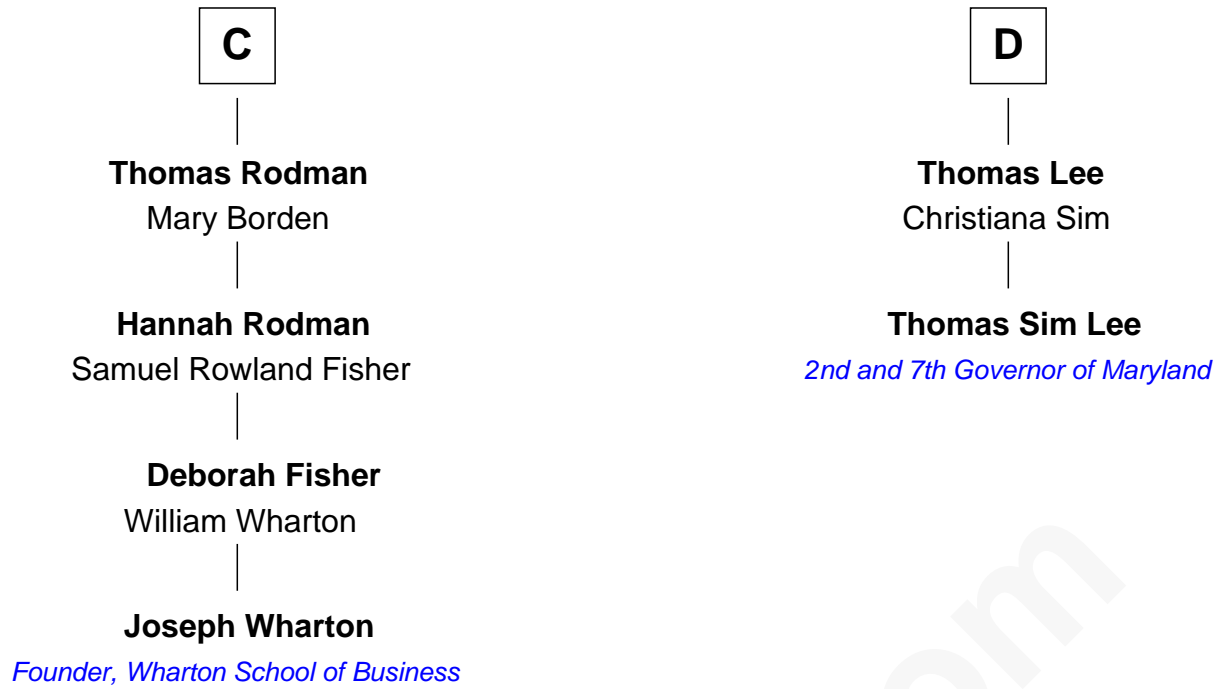 C
Thomas Rodman
Mary Borden
Hannah Rodman
Samuel Rowland Fisher
Deborah Fisher
William Wharton
Joseph Wharton
Founder, Wharton School of Business
D
Thomas Lee
Christiana Sim
Thomas Sim Lee
2nd and 7th Governor of Maryland
om